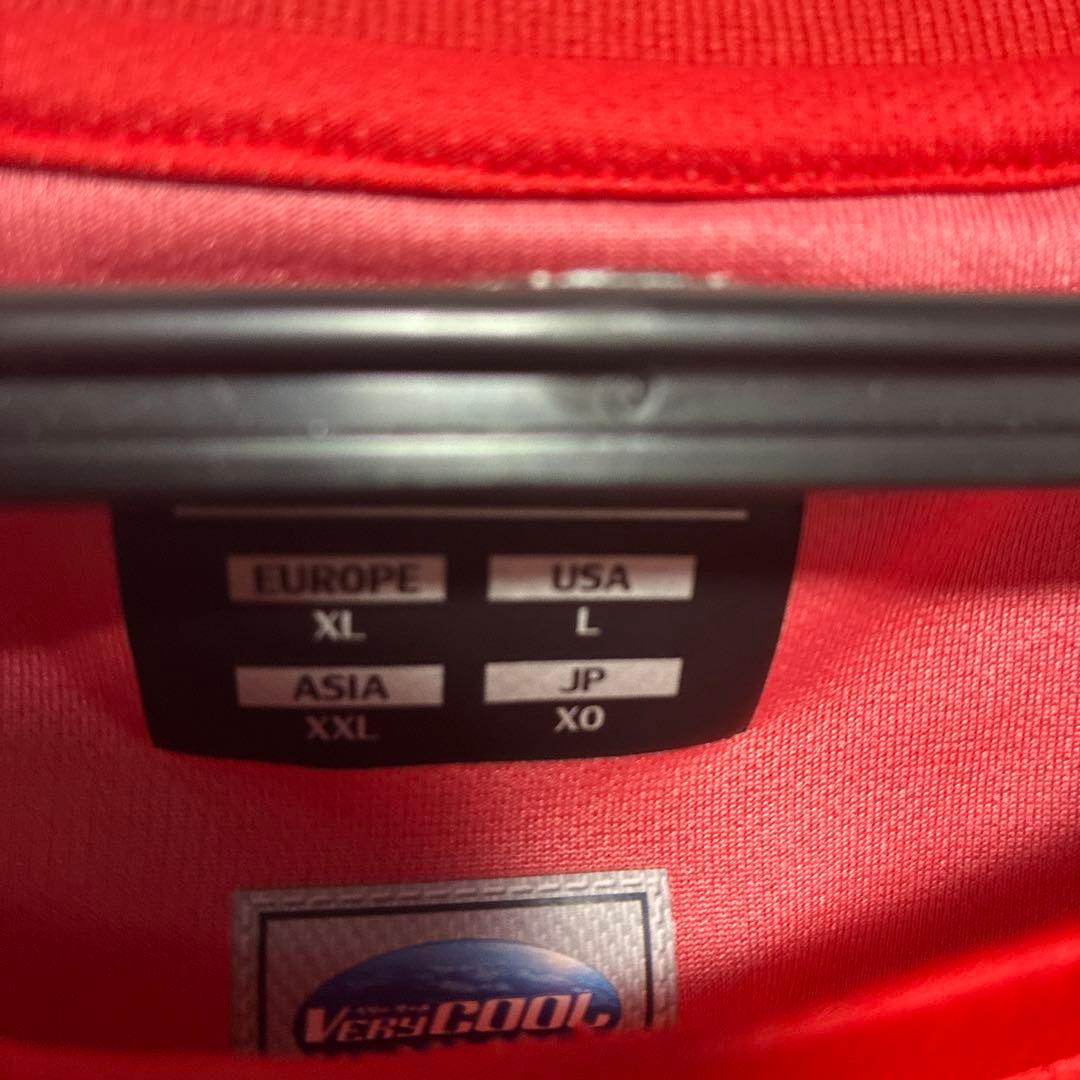 EUROPE USA
XL L
ASIA JP
XXL XO
VERYCOOL